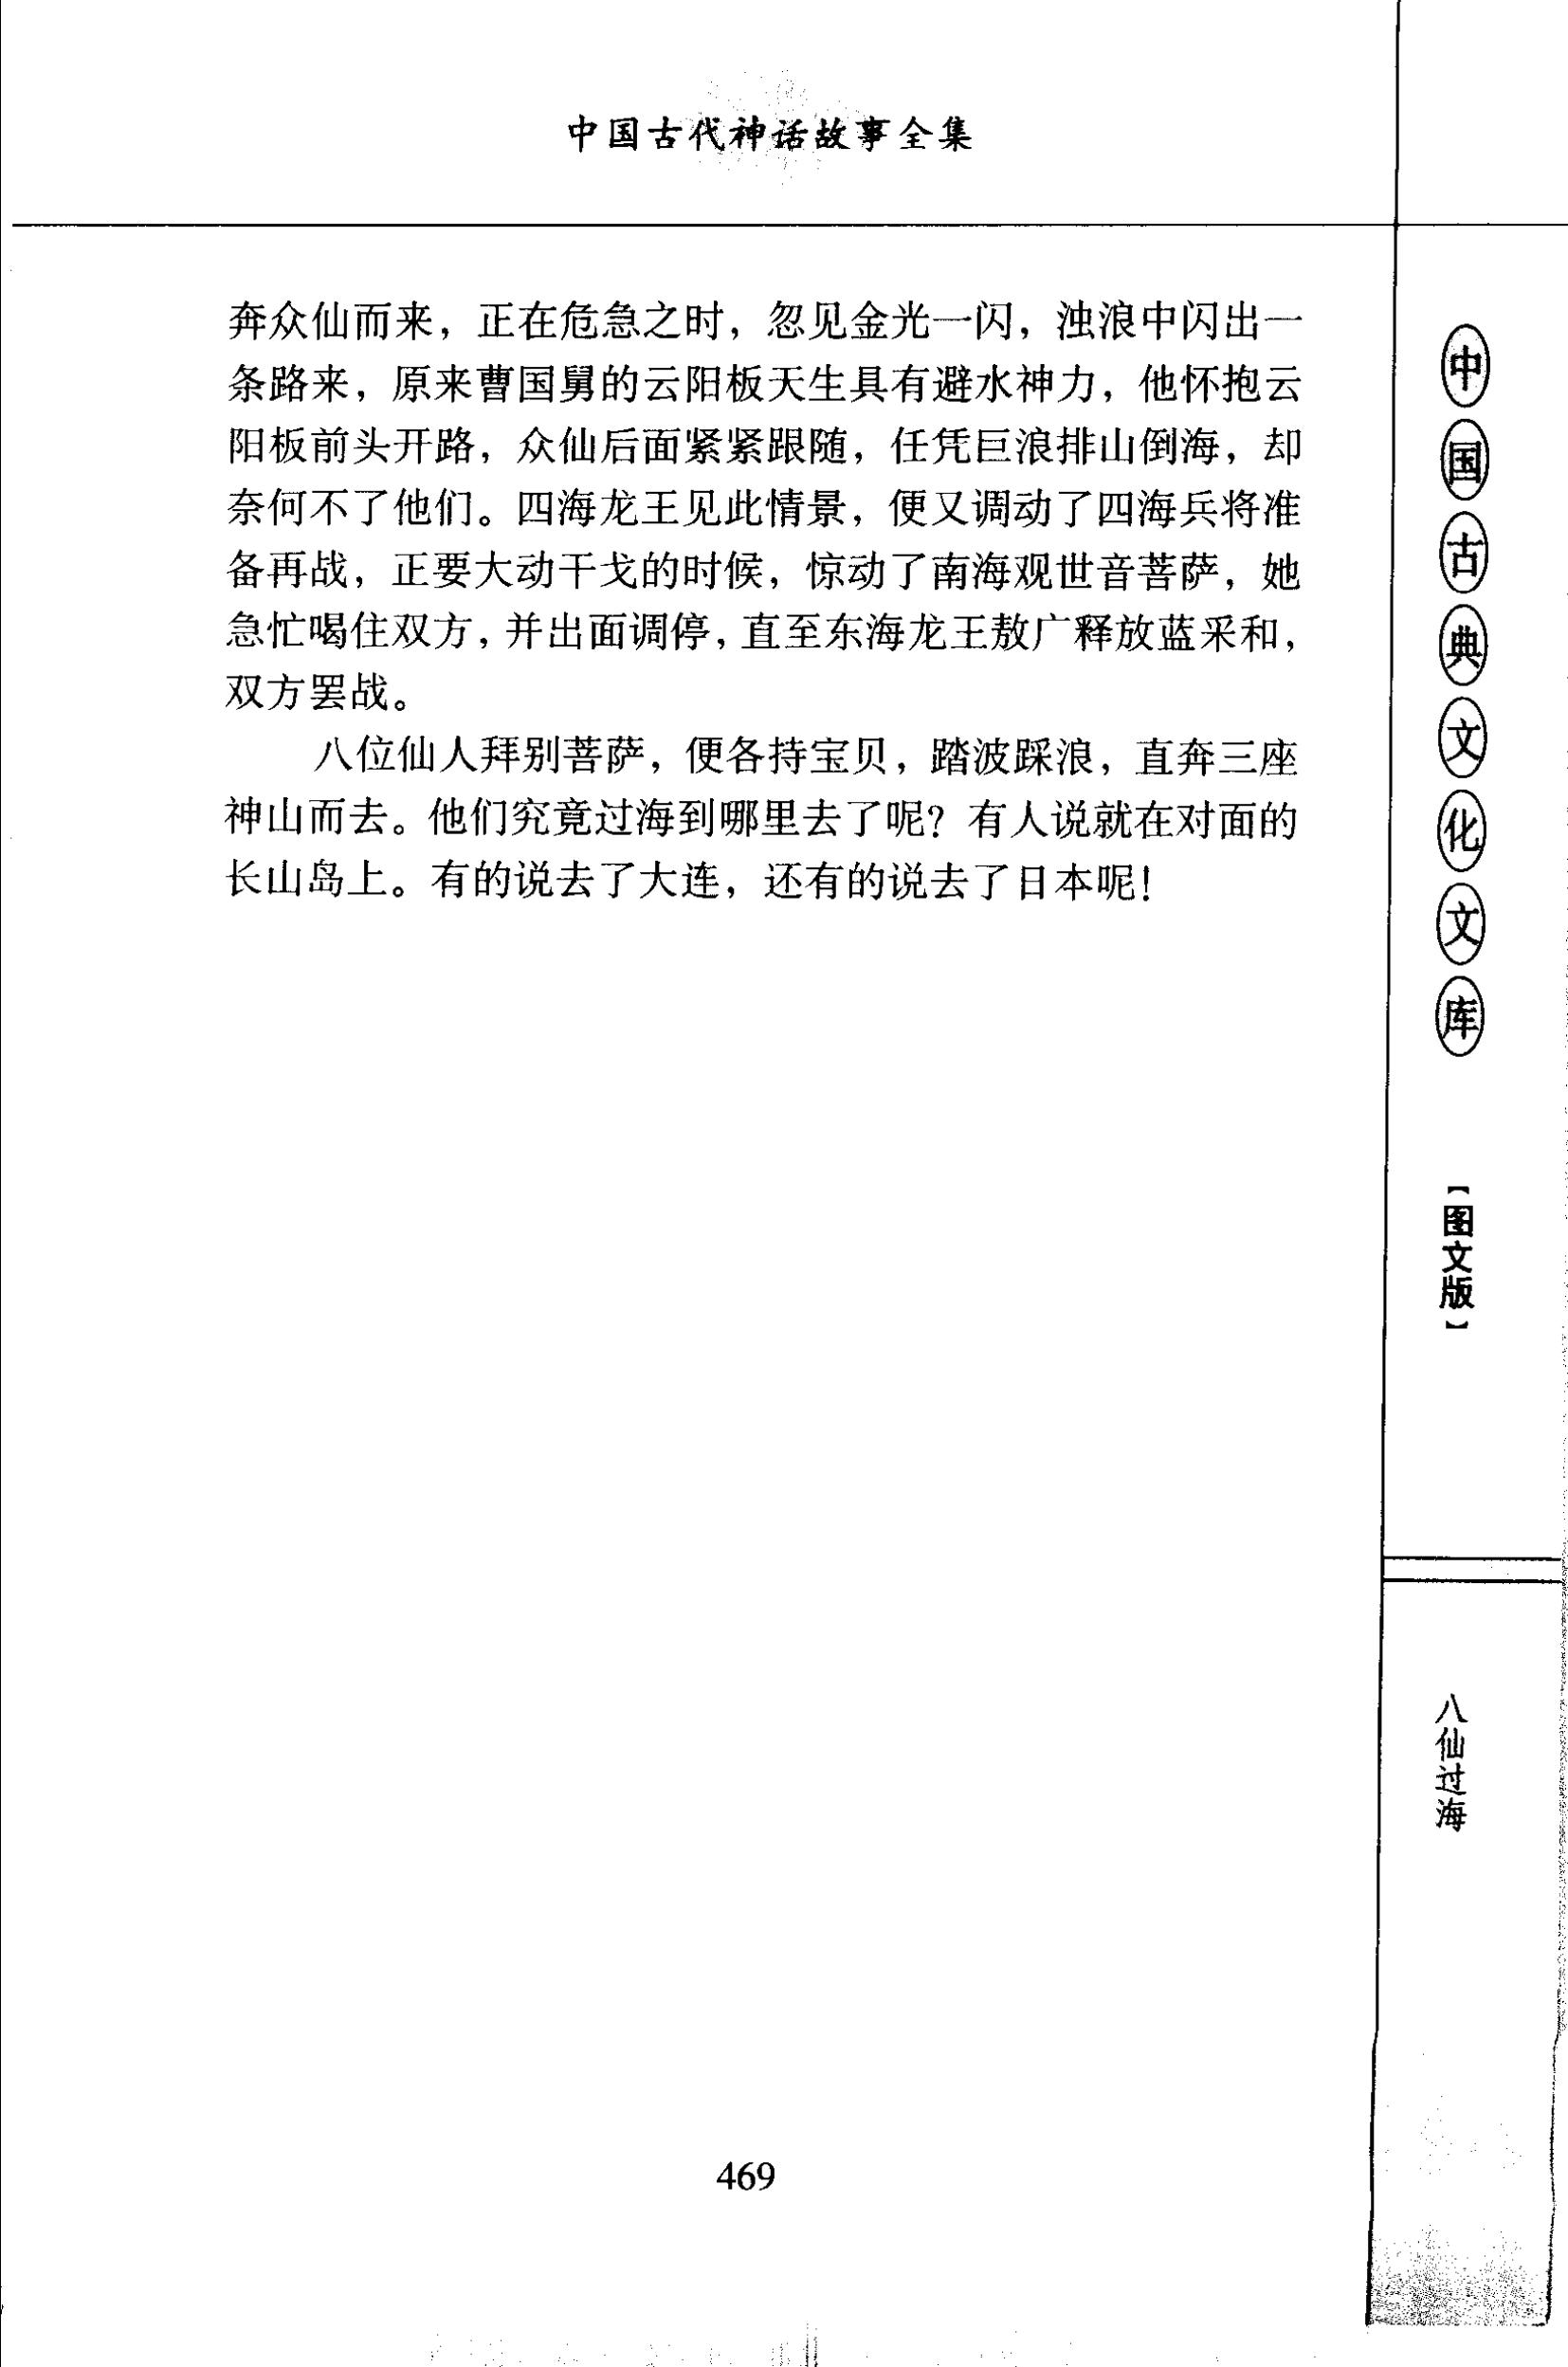 中国古代神话故事全集
奔众仙而来，正在危急之时，忽见金光一闪，浊浪中闪出一
条路来，原来曹国舅的云阳板天生具有避水神力，他怀抱云
阳板前头开路，众仙后面紧紧跟随，任凭巨浪排山倒海，却
奈何不了他们。四海龙王见此情景，便又调动了四海兵将准
备再战，正要大动干戈的时候，惊动了南海观世音菩萨，她
急忙喝住双方，并出面调停，直至东海龙王敖广释放蓝采和，
双方罢战。
八位仙人拜别菩萨，便各持宝贝，踏波踩浪，直奔三座
神山而去。他们究竟过海到哪里去了呢？有人说就在对面的
长山岛上。有的说去了大连，还有的说去了日本呢！
中国古典文化文库
【图文版】
八仙过海
469